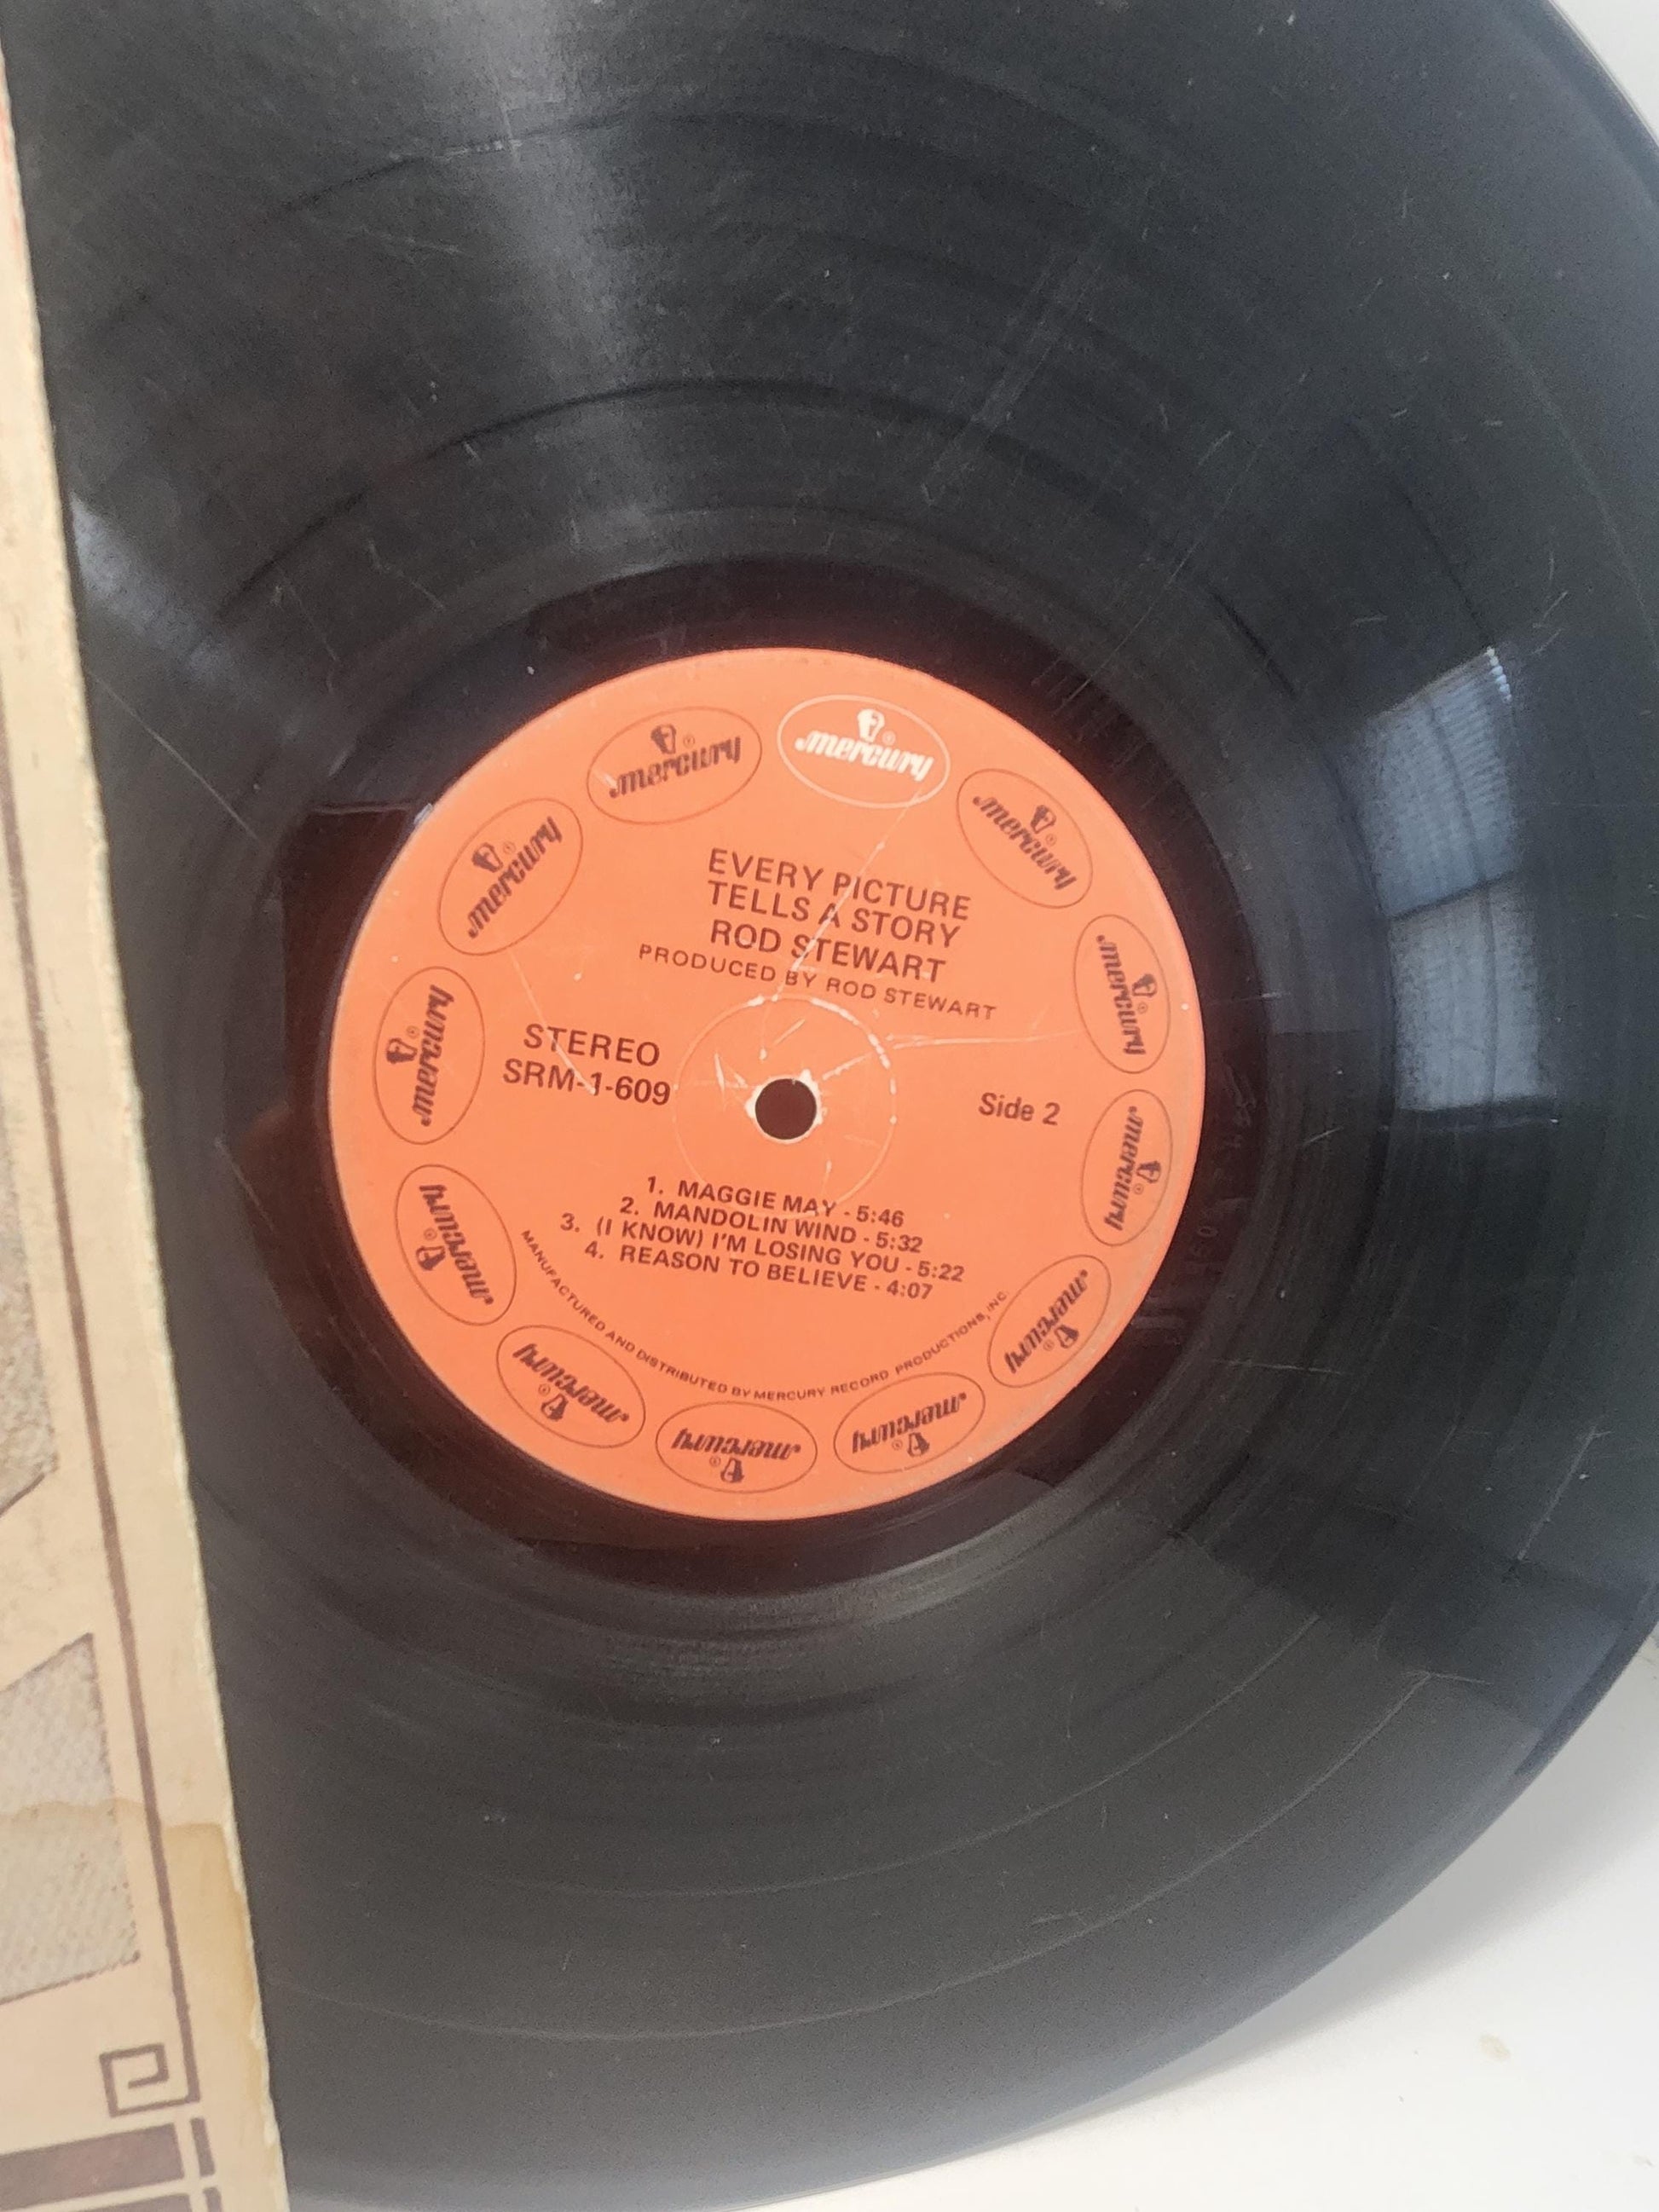 mercury
mercury
mercury
mercury
mercury
mercury
mercury
mercury
mercury
mercury
mercury
mercury
EVERY PICTURE
TELLS A STORY
ROD STEWART
PRODUCED BY ROD STEWART
STEREO
SRM-1-609
Side 2
1. MAGGIE MAY - 5:46
2. MANDOLIN WIND - 5:32
3. (I KNOW) I'M LOSING YOU - 5:22
4. REASON TO BELIEVE - 4:07
MANUFACTURED AND DISTRIBUTED BY MERCURY RECORD PRODUCTIONS, INC.